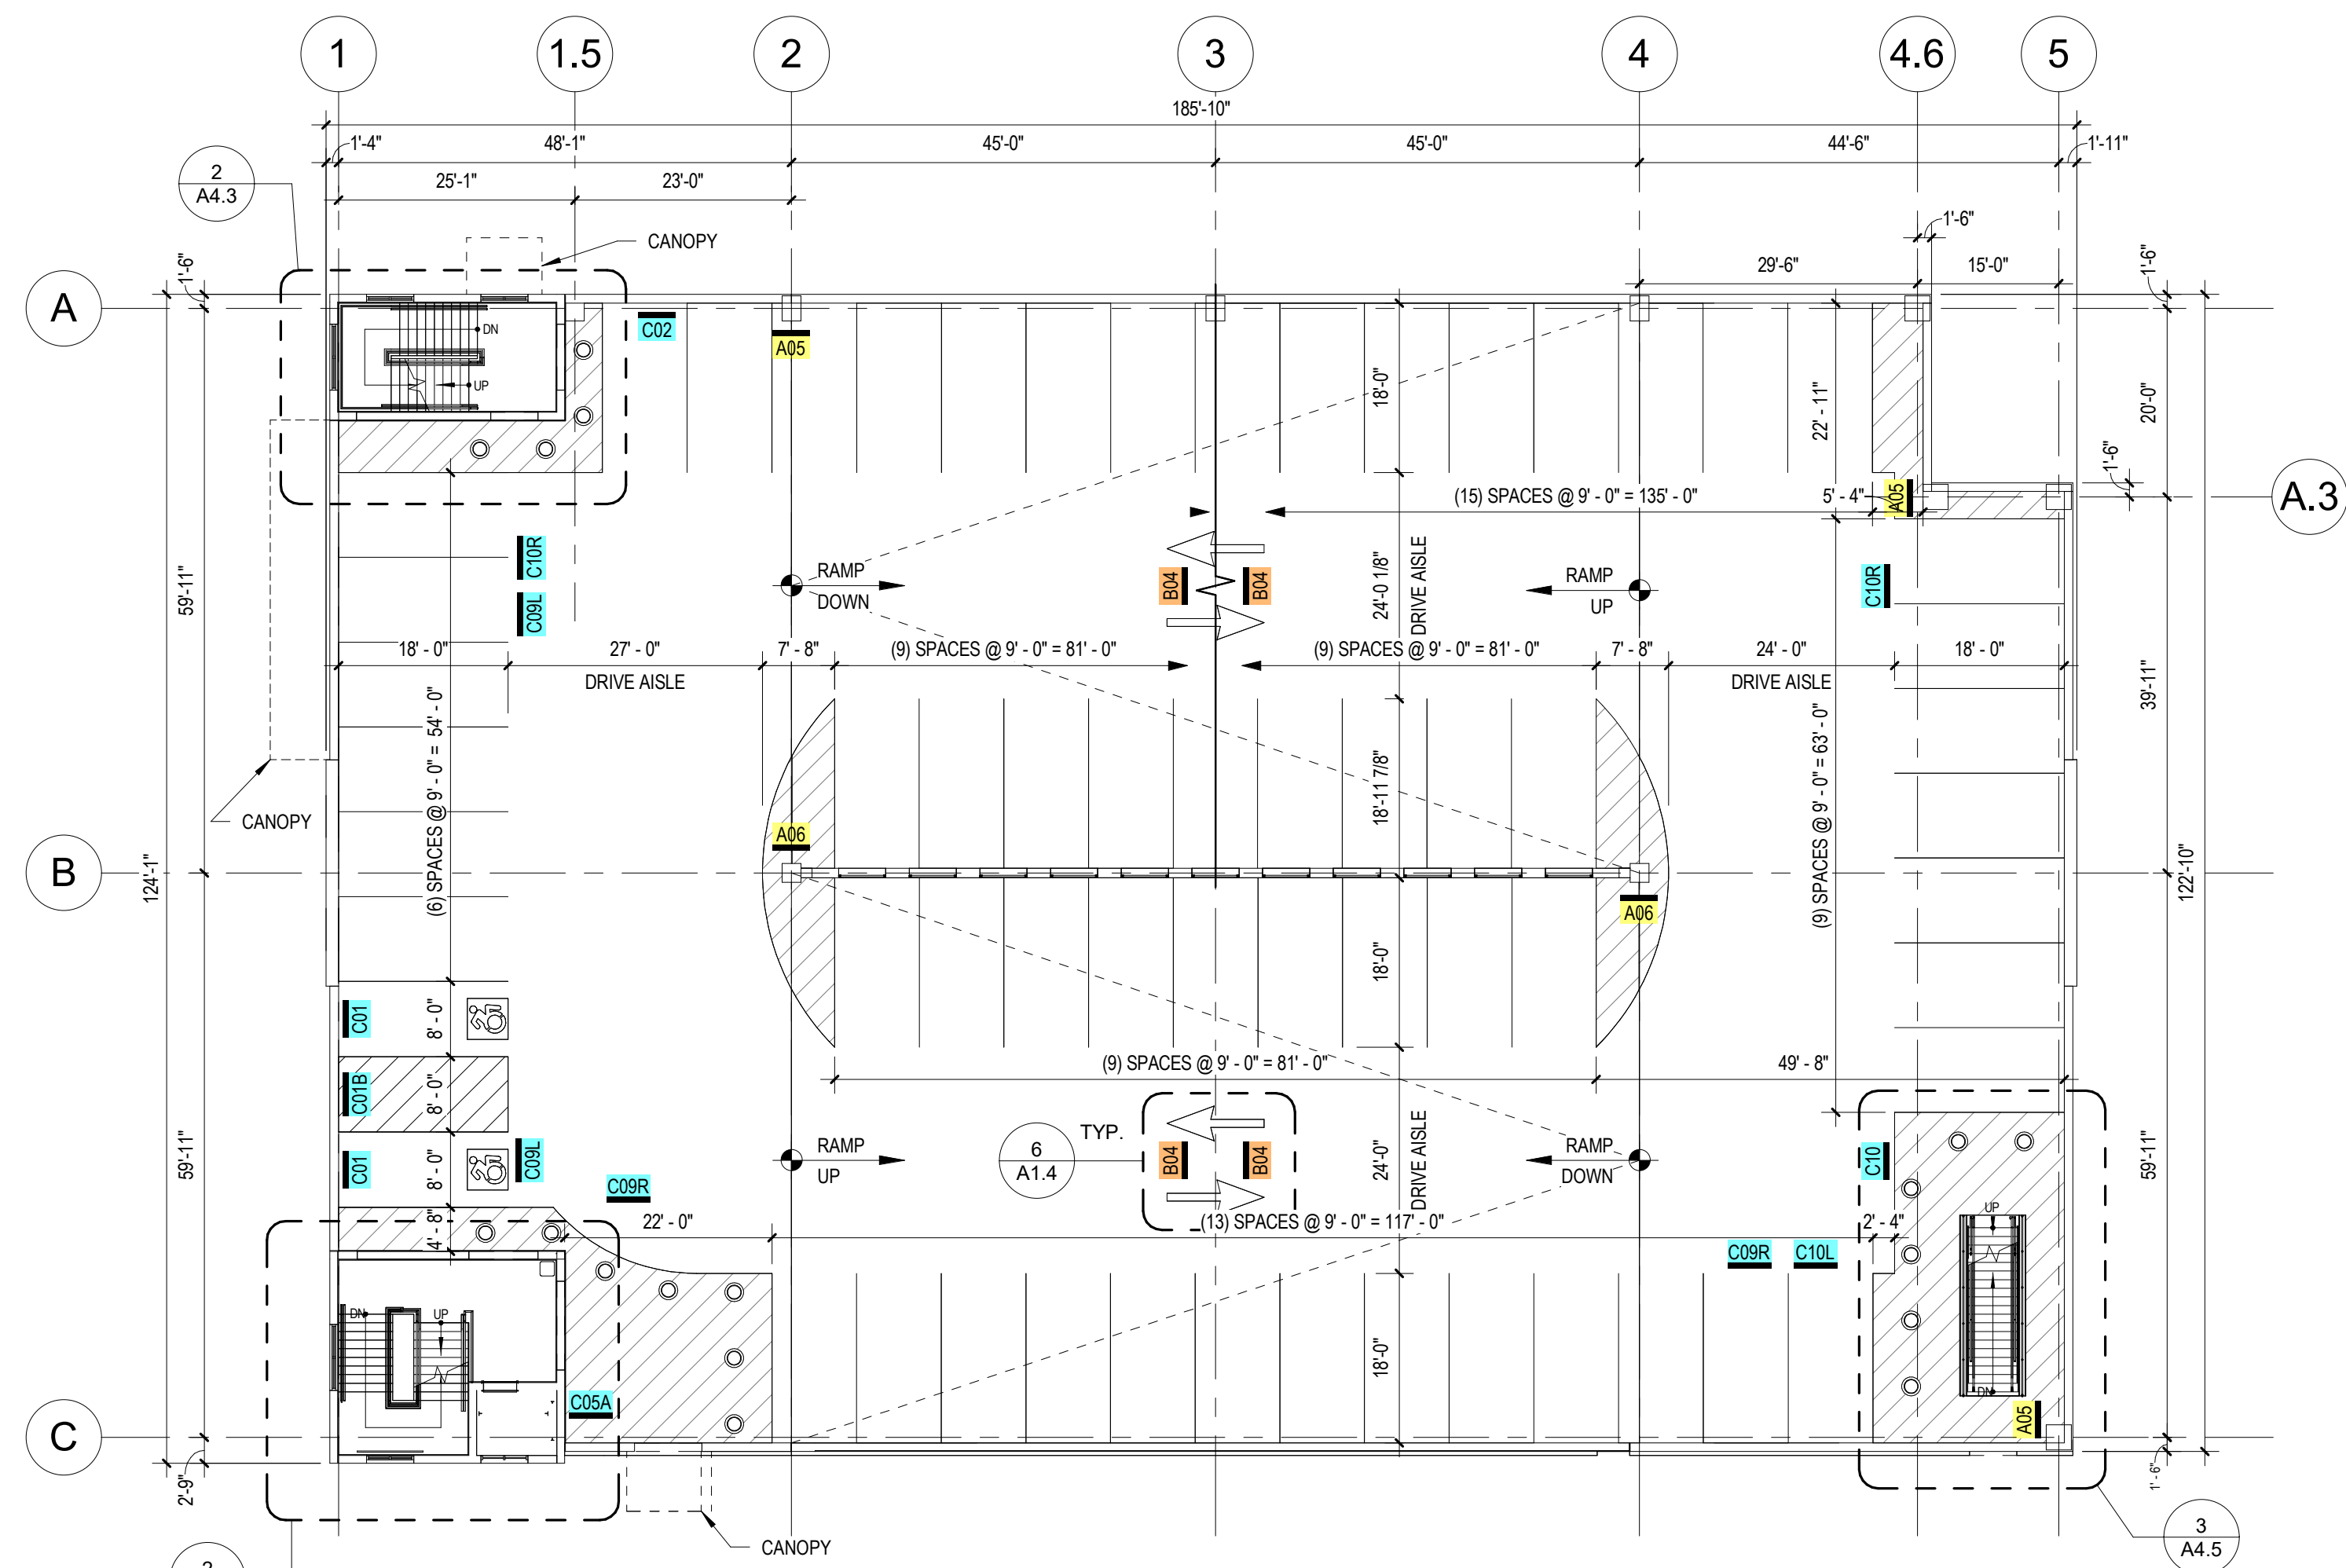 1
1.5
2
3
4
4.6
5
185'-10"
1'-4"
48'-1"
45'-0"
45'-0"
44'-6"
1'-11"
2
A4.3
25'-1"
23'-0"
1'-6"
CANOPY
29'-6"
15'-0"
1'-6"
1'-6"
A
DN
UP
C02
A05
18'-0"
22' - 11"
20'-0"
1'-6"
A.3
(15) SPACES @ 9' - 0" = 135' - 0"
5' - 4"
A05
C10R
C09L
59'-11"
RAMP
DOWN
B04
B04
24'-0 1/8"
DRIVE AISLE
RAMP
UP
C10R
18' - 0"
27' - 0"
DRIVE AISLE
7' - 8"
(9) SPACES @ 9' - 0" = 81' - 0"
(9) SPACES @ 9' - 0" = 81' - 0"
7' - 8"
24' - 0"
DRIVE AISLE
18' - 0"
39'-11"
(6) SPACES @ 9' - 0" = 54' - 0"
18'-11 7/8"
(9) SPACES @ 9' - 0" = 63' - 0"
CANOPY
A06
B
124'-1"
122'-10"
A06
18'-0"
C01
8' - 0"
C01B
8' - 0"
(9) SPACES @ 9' - 0" = 81' - 0"
49' - 8"
C01
8' - 0"
C09L
59'-11"
RAMP
UP
TYP.
6
A1.4
B04
B04
24'-0"
DRIVE AISLE
RAMP
DOWN
C10
59'-11"
C09R
4' - 8"
22' - 0"
(13) SPACES @ 9' - 0" = 117' - 0"
2' - 4"
UP
C09R
C10L
DN
UP
18'-0"
C05A
DN
A05
C
2'-9"
1' - 6"
CANOPY
3
A4.5